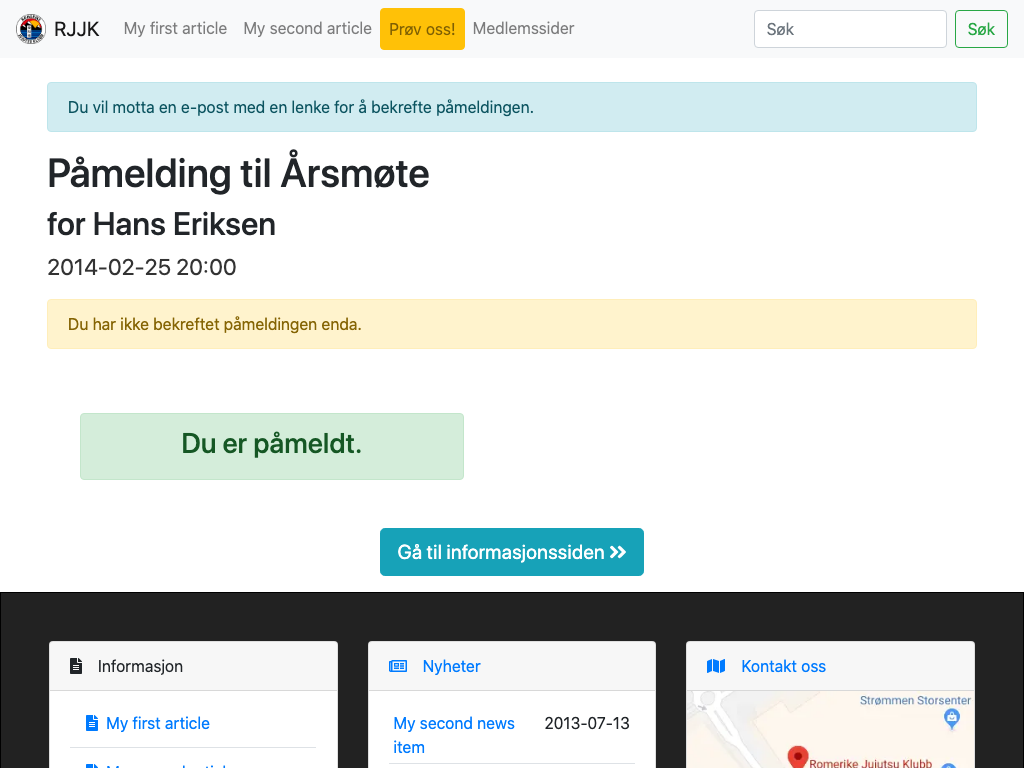 RJJK My first article My second article Prøv oss! Medlemssider Søk Søk
Du vil motta en e-post med en lenke for å bekrefte påmeldingen.
Påmelding til Årsmøte
for Hans Eriksen
2014-02-25 20:00
Du har ikke bekreftet påmeldingen enda.
Du er påmeldt.
Gå til informasjonssiden
Informasjon
My first article
Nyheter
My second news item
2013-07-13
Kontakt oss
Strømmen Storsenter
Romerike Jujutsu Klubb